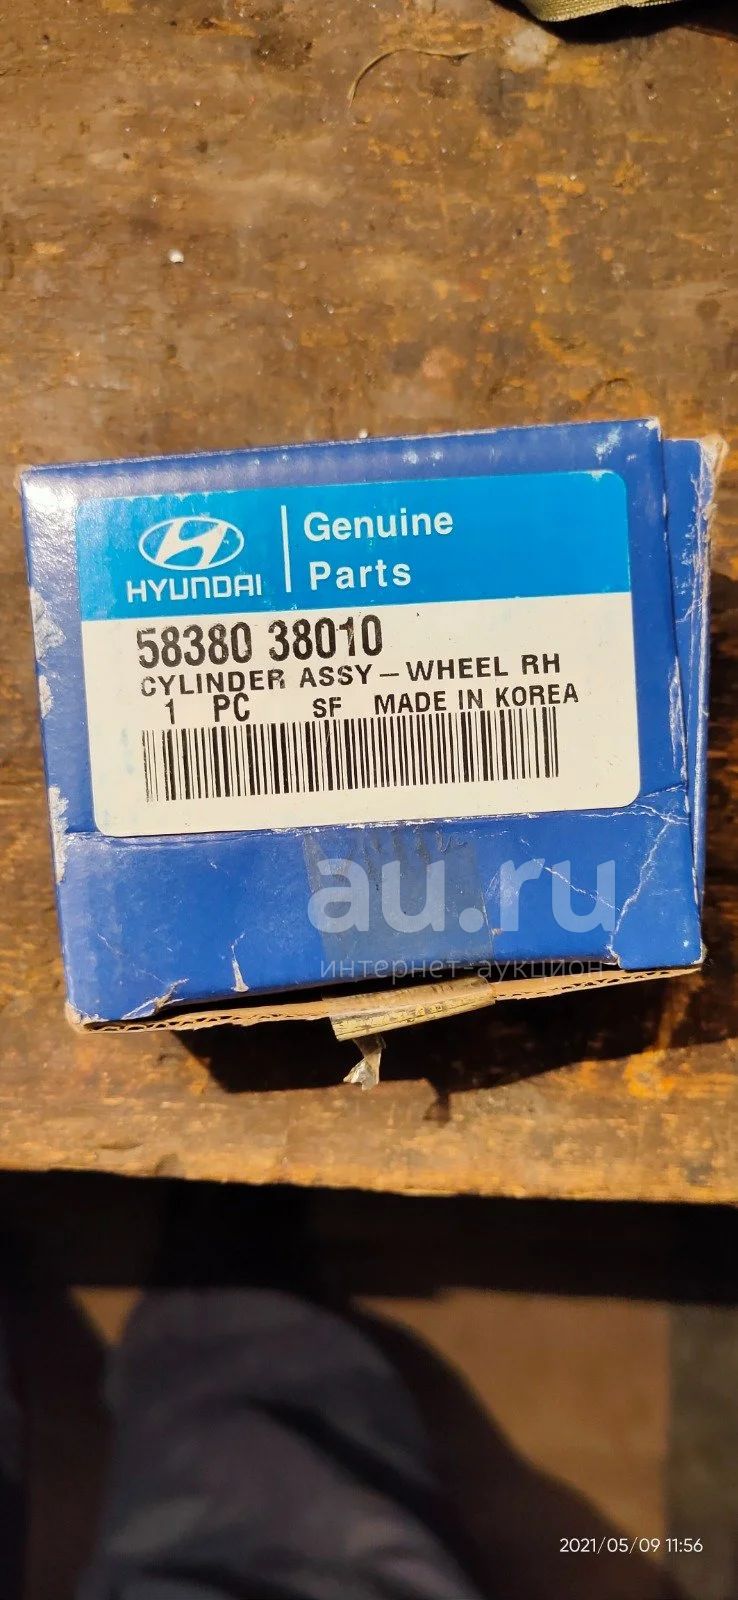 HYUNDAI
Genuine
Parts
58380 38010
CYLINDER ASSY-WHEEL RH
1 PC SF MADE IN KOREA
au.ru
интернет-аукцион
2021/05/09 11:56